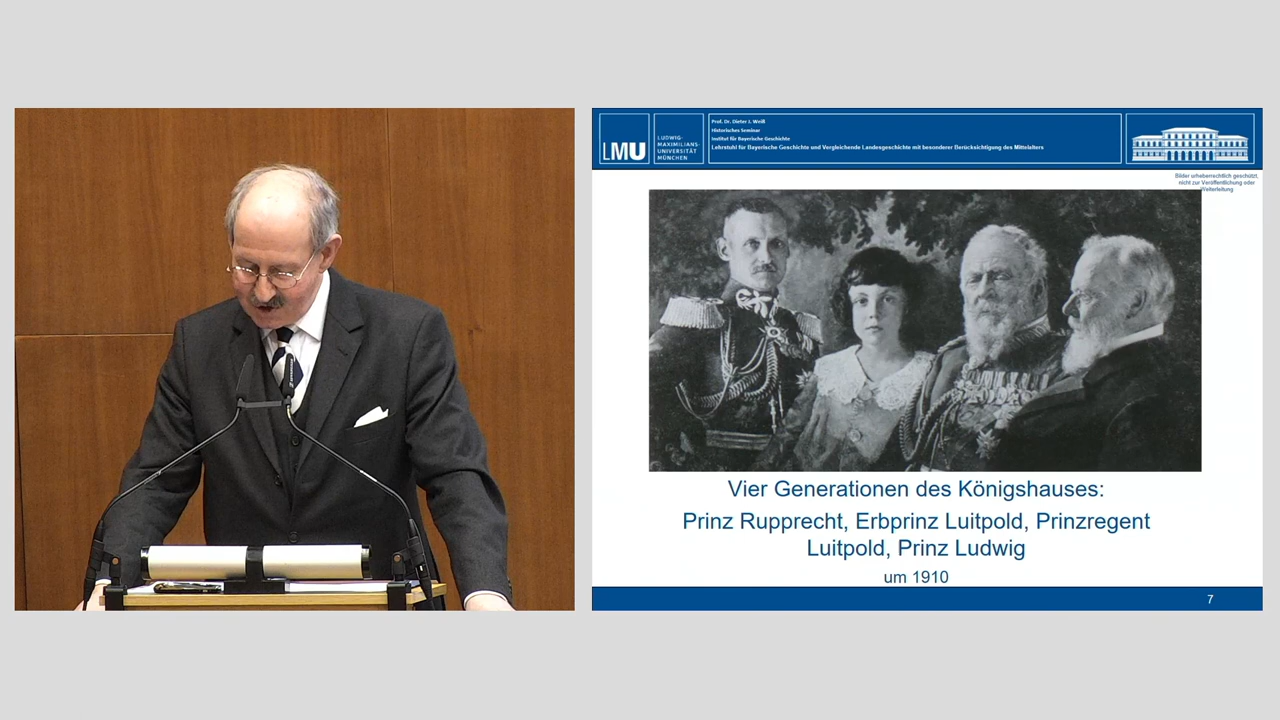 LMU
LUDWIG-
MAXIMILIANS-
UNIVERSITÄT
MÜNCHEN
Prof. Dr. Dieter J. Weiß
Historisches Seminar
Institut für Bayerische Geschichte
Lehrstuhl für Bayerische Geschichte und Vergleichende Landesgeschichte mit besonderer Berücksichtigung des Mittelalters
Bilder urheberrechtlich geschützt,
nicht zur Veröffentlichung oder
Weiterleitung
Vier Generationen des Königshauses:
Prinz Rupprecht, Erbprinz Luitpold, Prinzregent
Luitpold, Prinz Ludwig
um 1910
7